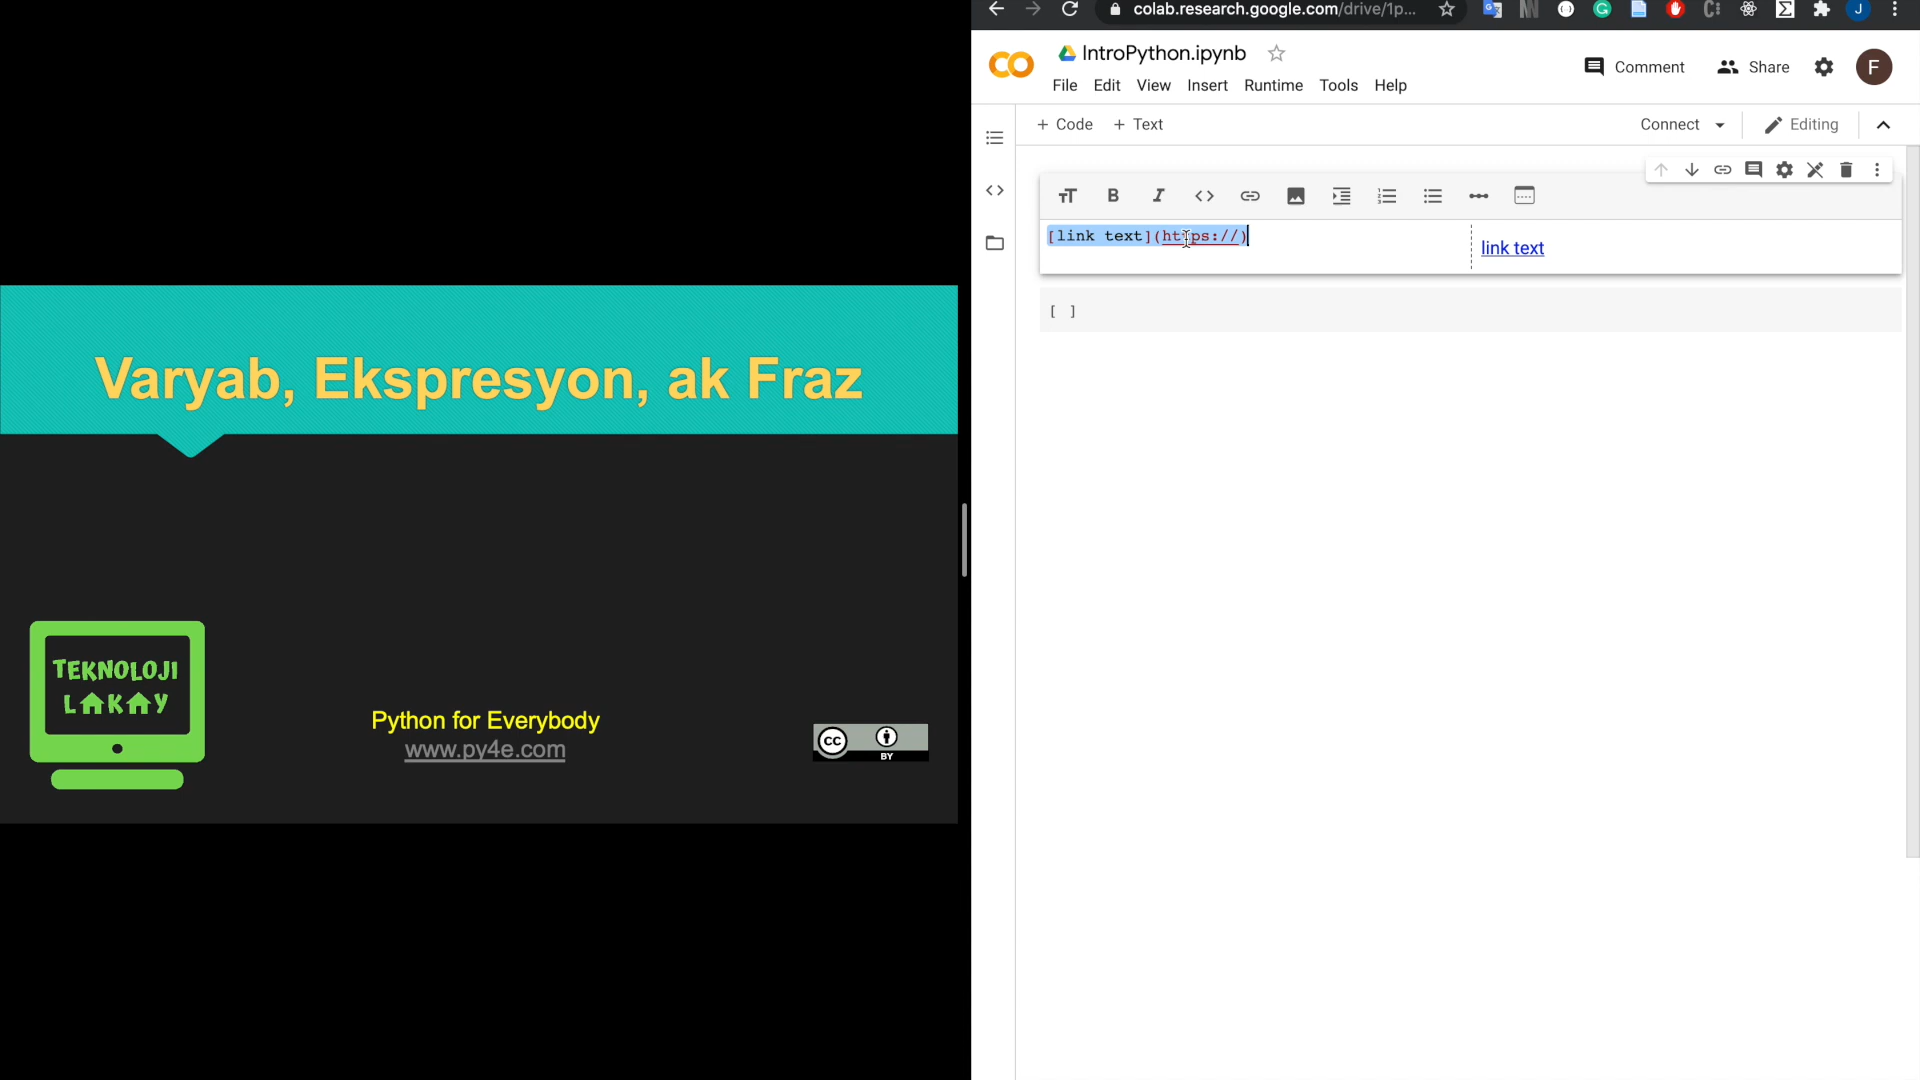 Varyab, Ekspresyon, ak Fraz
TEKNOLOJI
LAKAY
Python for Everybody
www.py4e.com
cc
BY
colab.research.google.com/drive/1p...
J
IntroPython.ipynb
File Edit View Insert Runtime Tools Help
Comment
Share
F
+ Code + Text
Connect
Editing
[link text](https://)
link text
[ ]